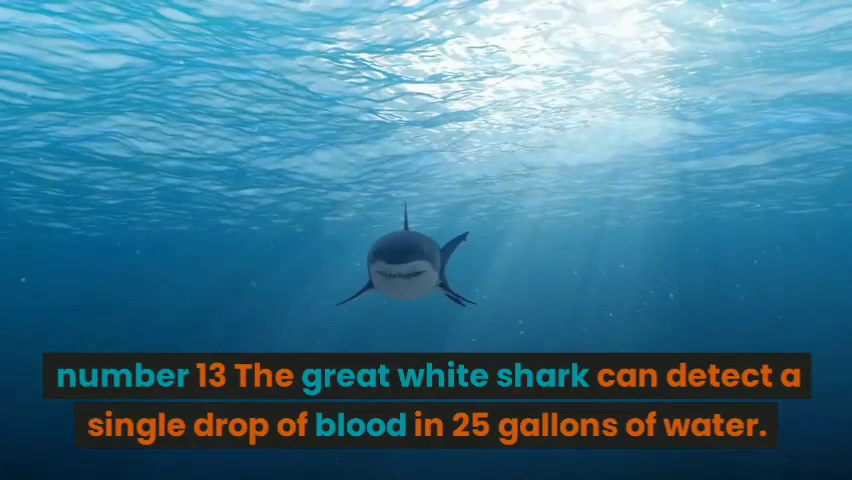 number 13 The great white shark can detect a
single drop of blood in 25 gallons of water.